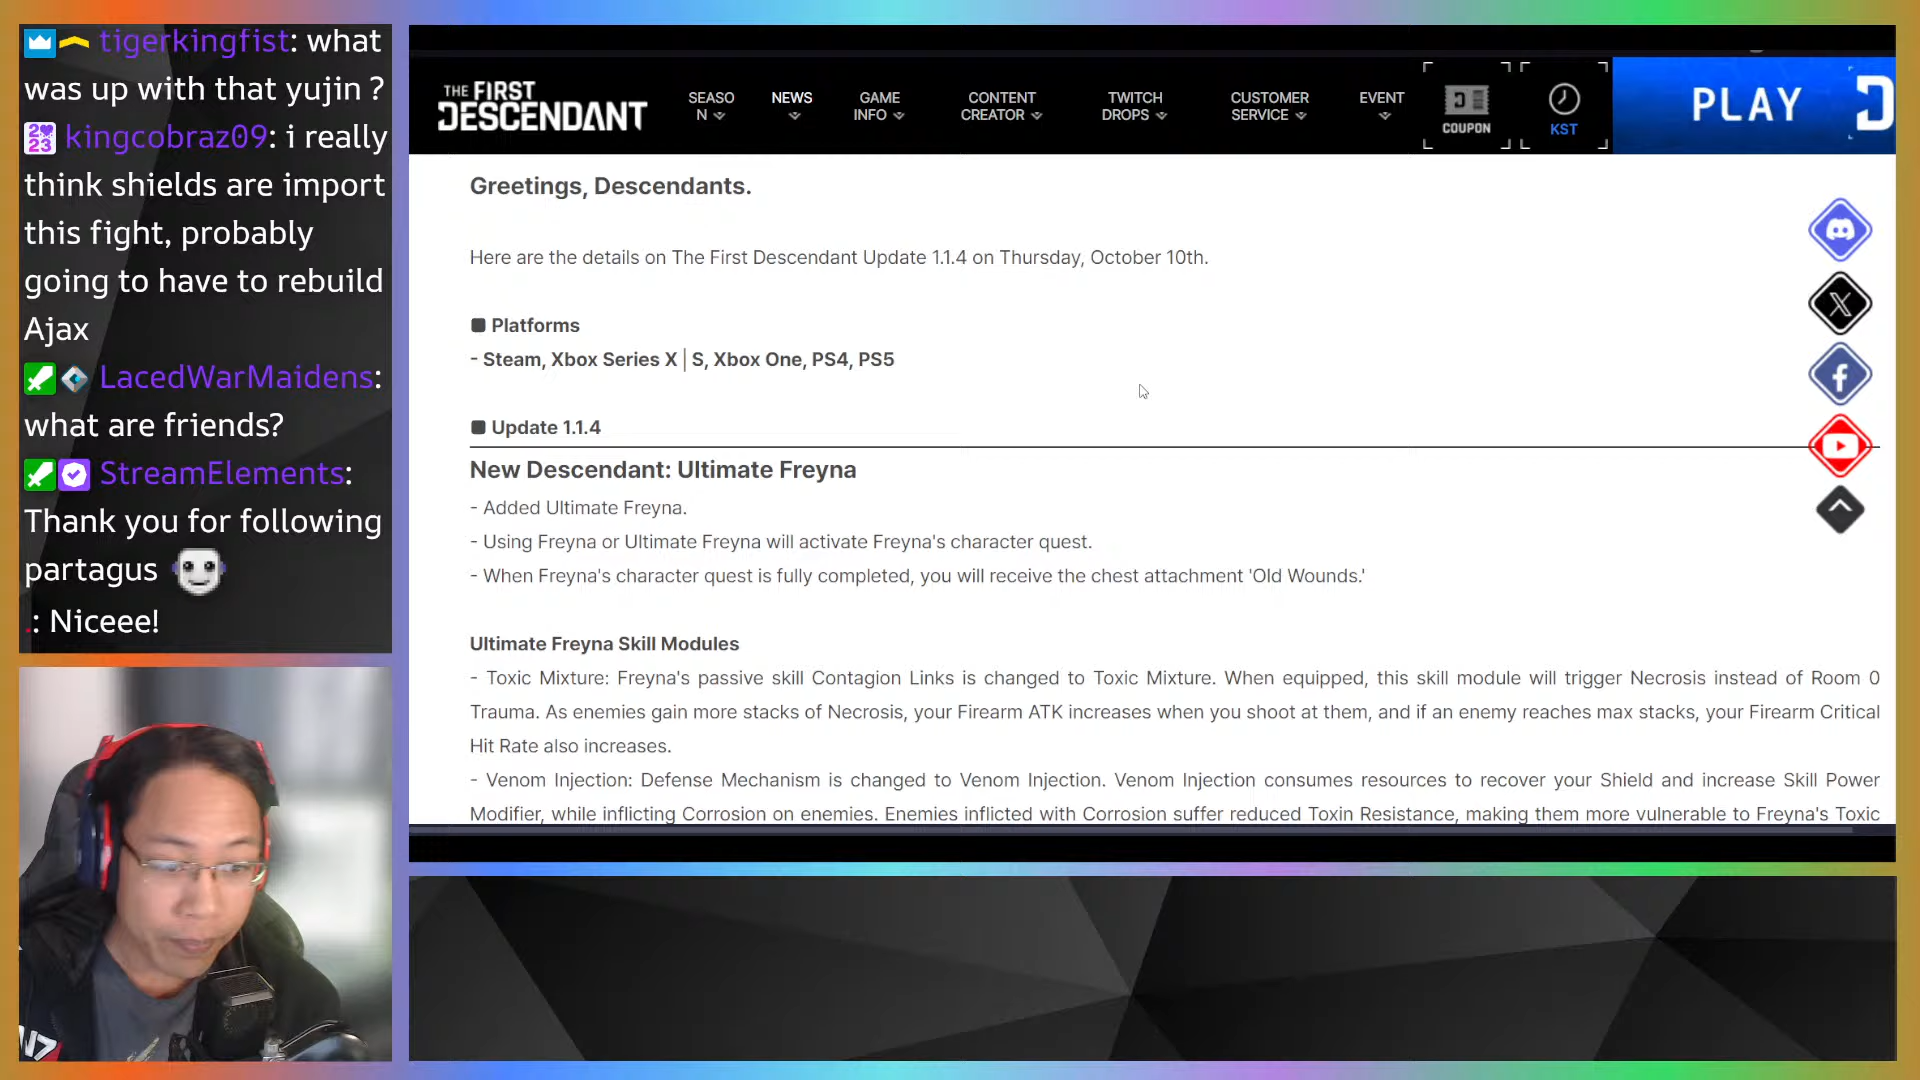 tigerkingfist: what
was up with that yujin ?
kingcobraz09: i really
think shields are import
this fight, probably
going to have to rebuild
Ajax
LacedWarMaidens:
what are friends?
StreamElements:
Thank you for following
partagus
.: Niceee!
N7
THE FIRST
DESCENDANT
SEASO
N
NEWS
GAME
INFO
CONTENT
CREATOR
TWITCH
DROPS
CUSTOMER
SERVICE
EVENT
COUPON
KST
PLAY
Greetings, Descendants.
Here are the details on The First Descendant Update 1.1.4 on Thursday, October 10th.
■ Platforms
- Steam, Xbox Series X | S, Xbox One, PS4, PS5
■ Update 1.1.4
New Descendant: Ultimate Freyna
- Added Ultimate Freyna.
- Using Freyna or Ultimate Freyna will activate Freyna's character quest.
- When Freyna's character quest is fully completed, you will receive the chest attachment 'Old Wounds.'
Ultimate Freyna Skill Modules
- Toxic Mixture: Freyna's passive skill Contagion Links is changed to Toxic Mixture. When equipped, this skill module will trigger Necrosis instead of Room 0
Trauma. As enemies gain more stacks of Necrosis, your Firearm ATK increases when you shoot at them, and if an enemy reaches max stacks, your Firearm Critical
Hit Rate also increases.
- Venom Injection: Defense Mechanism is changed to Venom Injection. Venom Injection consumes resources to recover your Shield and increase Skill Power
Modifier, while inflicting Corrosion on enemies. Enemies inflicted with Corrosion suffer reduced Toxin Resistance, making them more vulnerable to Freyna's Toxic